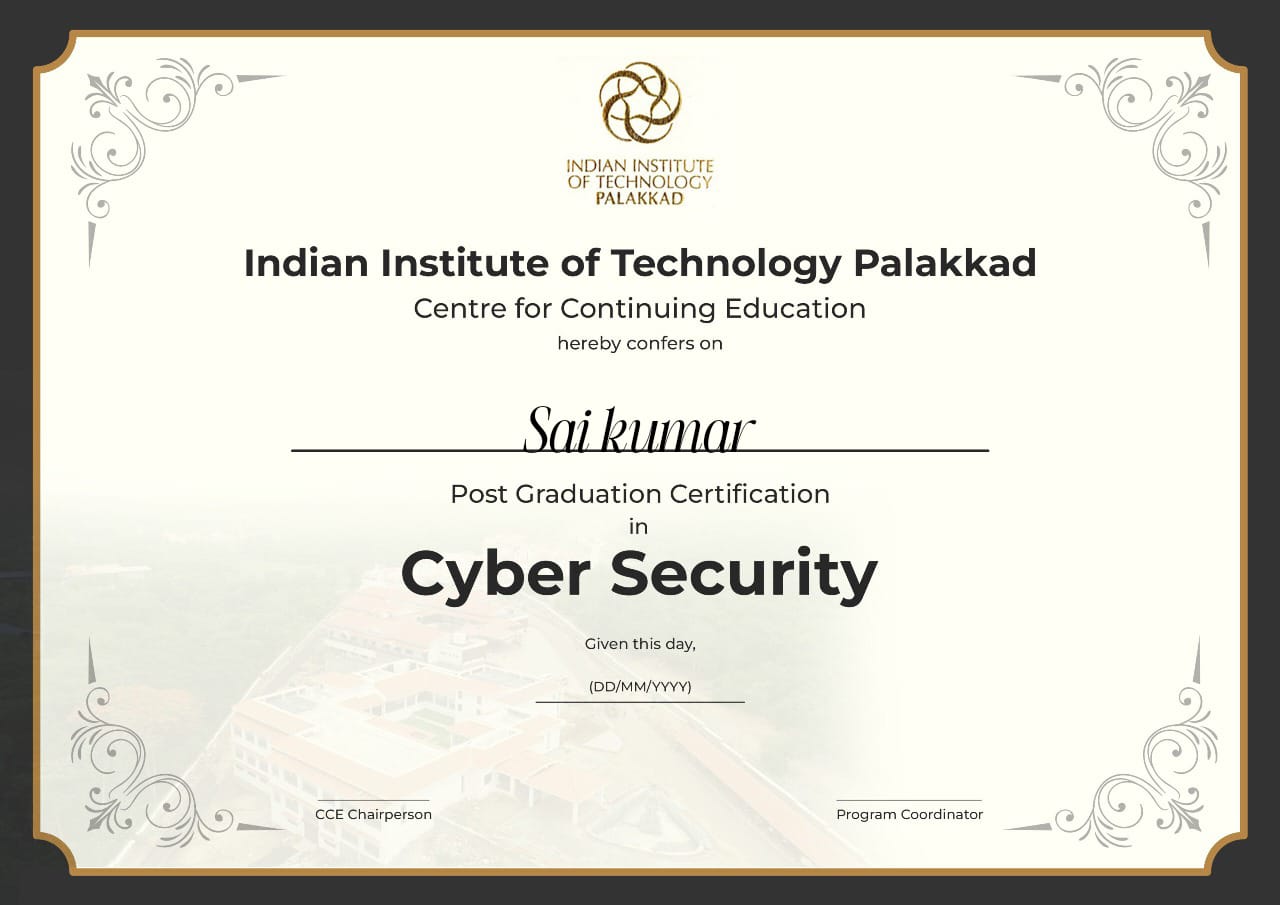 INDIAN INSTITUTE
OF TECHNOLOGY
PALAKKAD
Indian Institute of Technology Palakkad
Centre for Continuing Education
hereby confers on
Sai kumar
Post Graduation Certification
in
Cyber Security
Given this day,
(DD/MM/YYYY)
CCE Chairperson
Program Coordinator